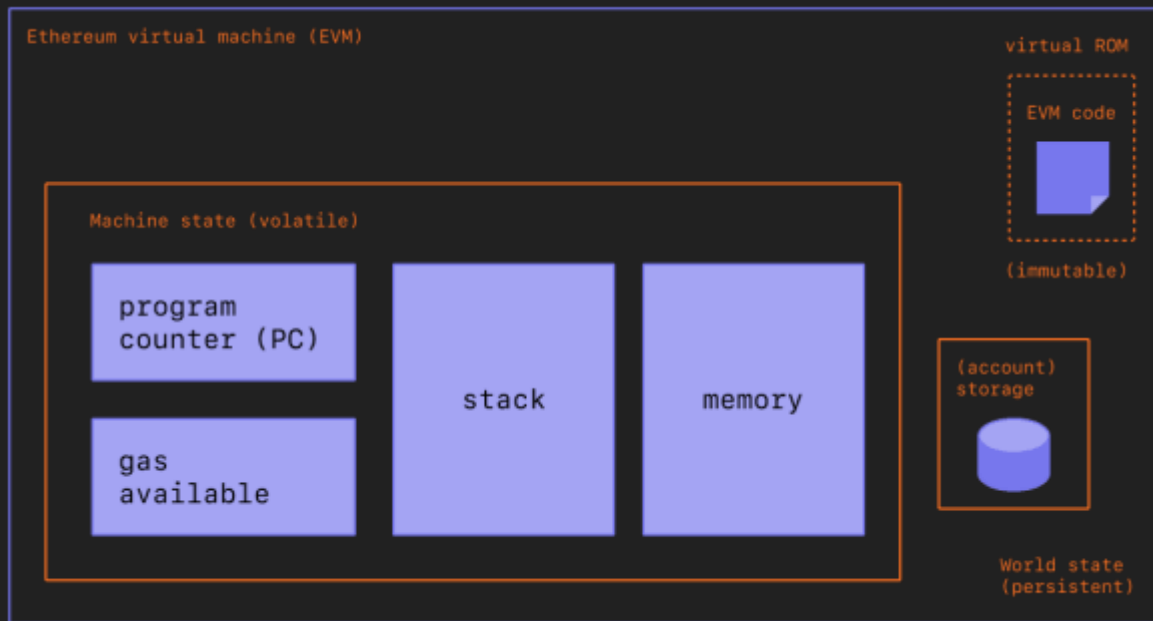 Ethereum virtual machine (EVM)
virtual ROM
EVM code
(immutable)
Machine state (volatile)
program
counter (PC)
gas
available
stack
memory
(account)
storage
World state
(persistent)